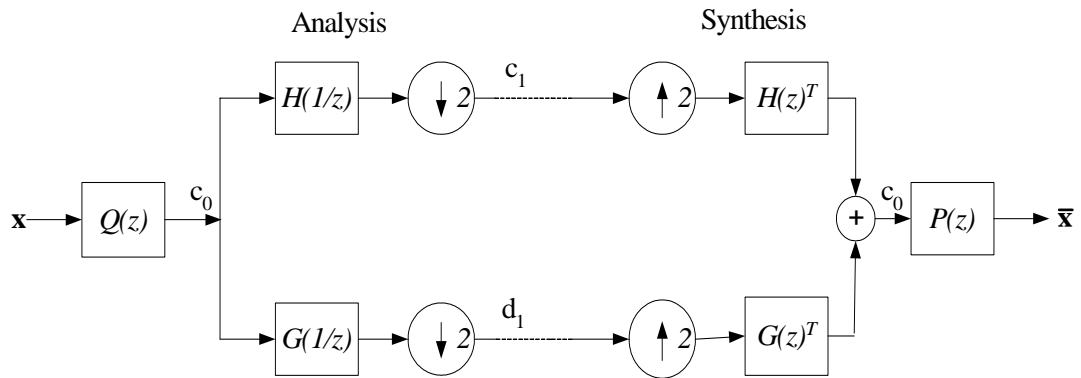 Analysis
Synthesis
H(1/z)
↓ 2
c₁
↑ 2
H(z)ᵀ
x
Q(z)
c₀
+
c₀
P(z)
x̄
G(1/z)
↓ 2
d₁
↑ 2
G(z)ᵀ